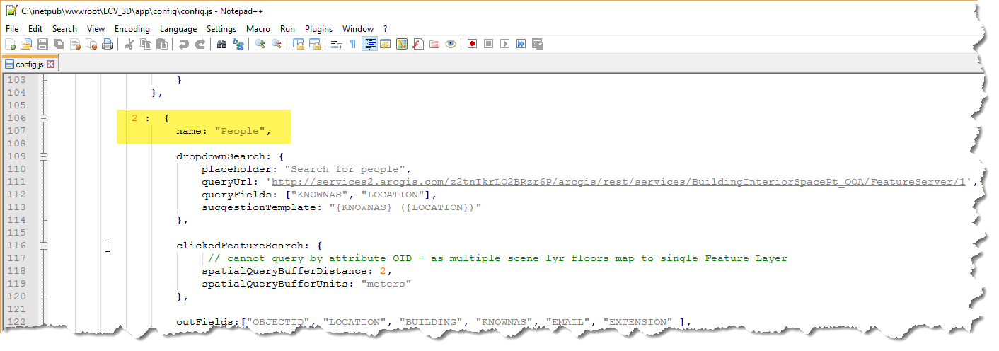 C:\inetpub\wwwroot\ECV_3D\app\config\config.js - Notepad++
File Edit Search View Encoding Language Settings Macro Run Plugins Window ?
config.js
103 }
104 },
105
106 2 : {
107 name: "People",
108
109 dropdownSearch: {
110 placeholder: "Search for people",
111 queryUrl: 'http://services2.arcgis.com/z2tnIkrLQ2BRzr6P/arcgis/rest/services/BuildingInteriorSpacePt_OOA/FeatureServer/1',
112 queryFields: ["KNOWNAS", "LOCATION"],
113 suggestionTemplate: "{KNOWNAS} ({LOCATION})"
114 },
115
116 clickedFeatureSearch: {
117 // cannot query by attribute OID - as multiple scene lyr floors map to single Feature Layer
118 spatialQueryBufferDistance: 2,
119 spatialQueryBufferUnits: "meters"
120 },
121
122 outFields:["OBJECTID", "LOCATION", "BUILDING", "KNOWNAS", "EMAIL", "EXTENSION" ],